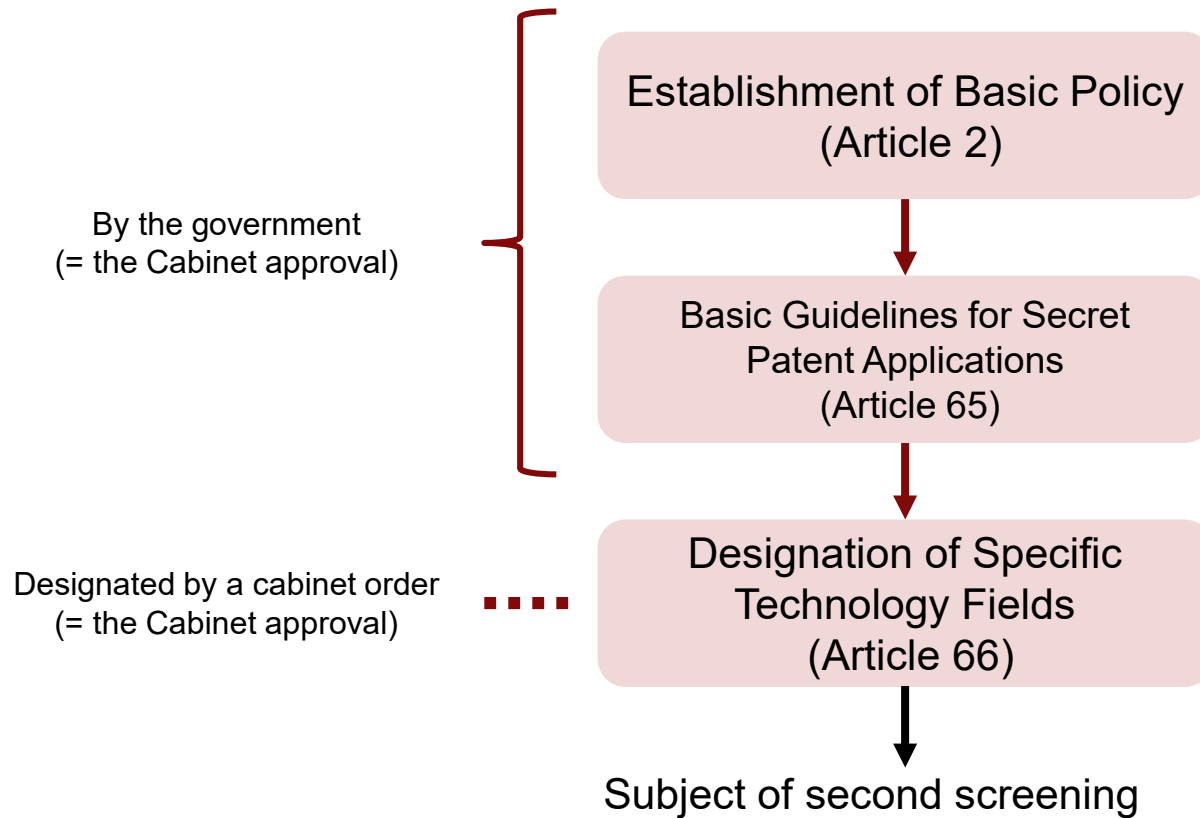 Establishment of Basic Policy
(Article 2)
By the government
(= the Cabinet approval)
Basic Guidelines for Secret
Patent Applications
(Article 65)
Designation of Specific
Technology Fields
(Article 66)
Designated by a cabinet order
(= the Cabinet approval)
Subject of second screening